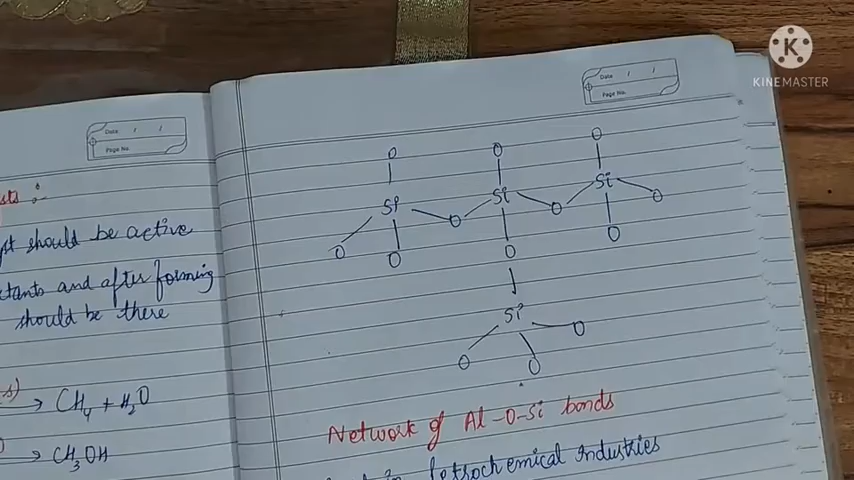 KINEMASTER
Date / /
Page No.
Date / /
Page No.
should be active
and after forming
should be there
(s)
→ CH4 + H2O
→ CH3OH
O O O
Si Si Si
O O O
O O O O
Si
O O
O
Network of Al-O-Si bonds
Petrochemical industries